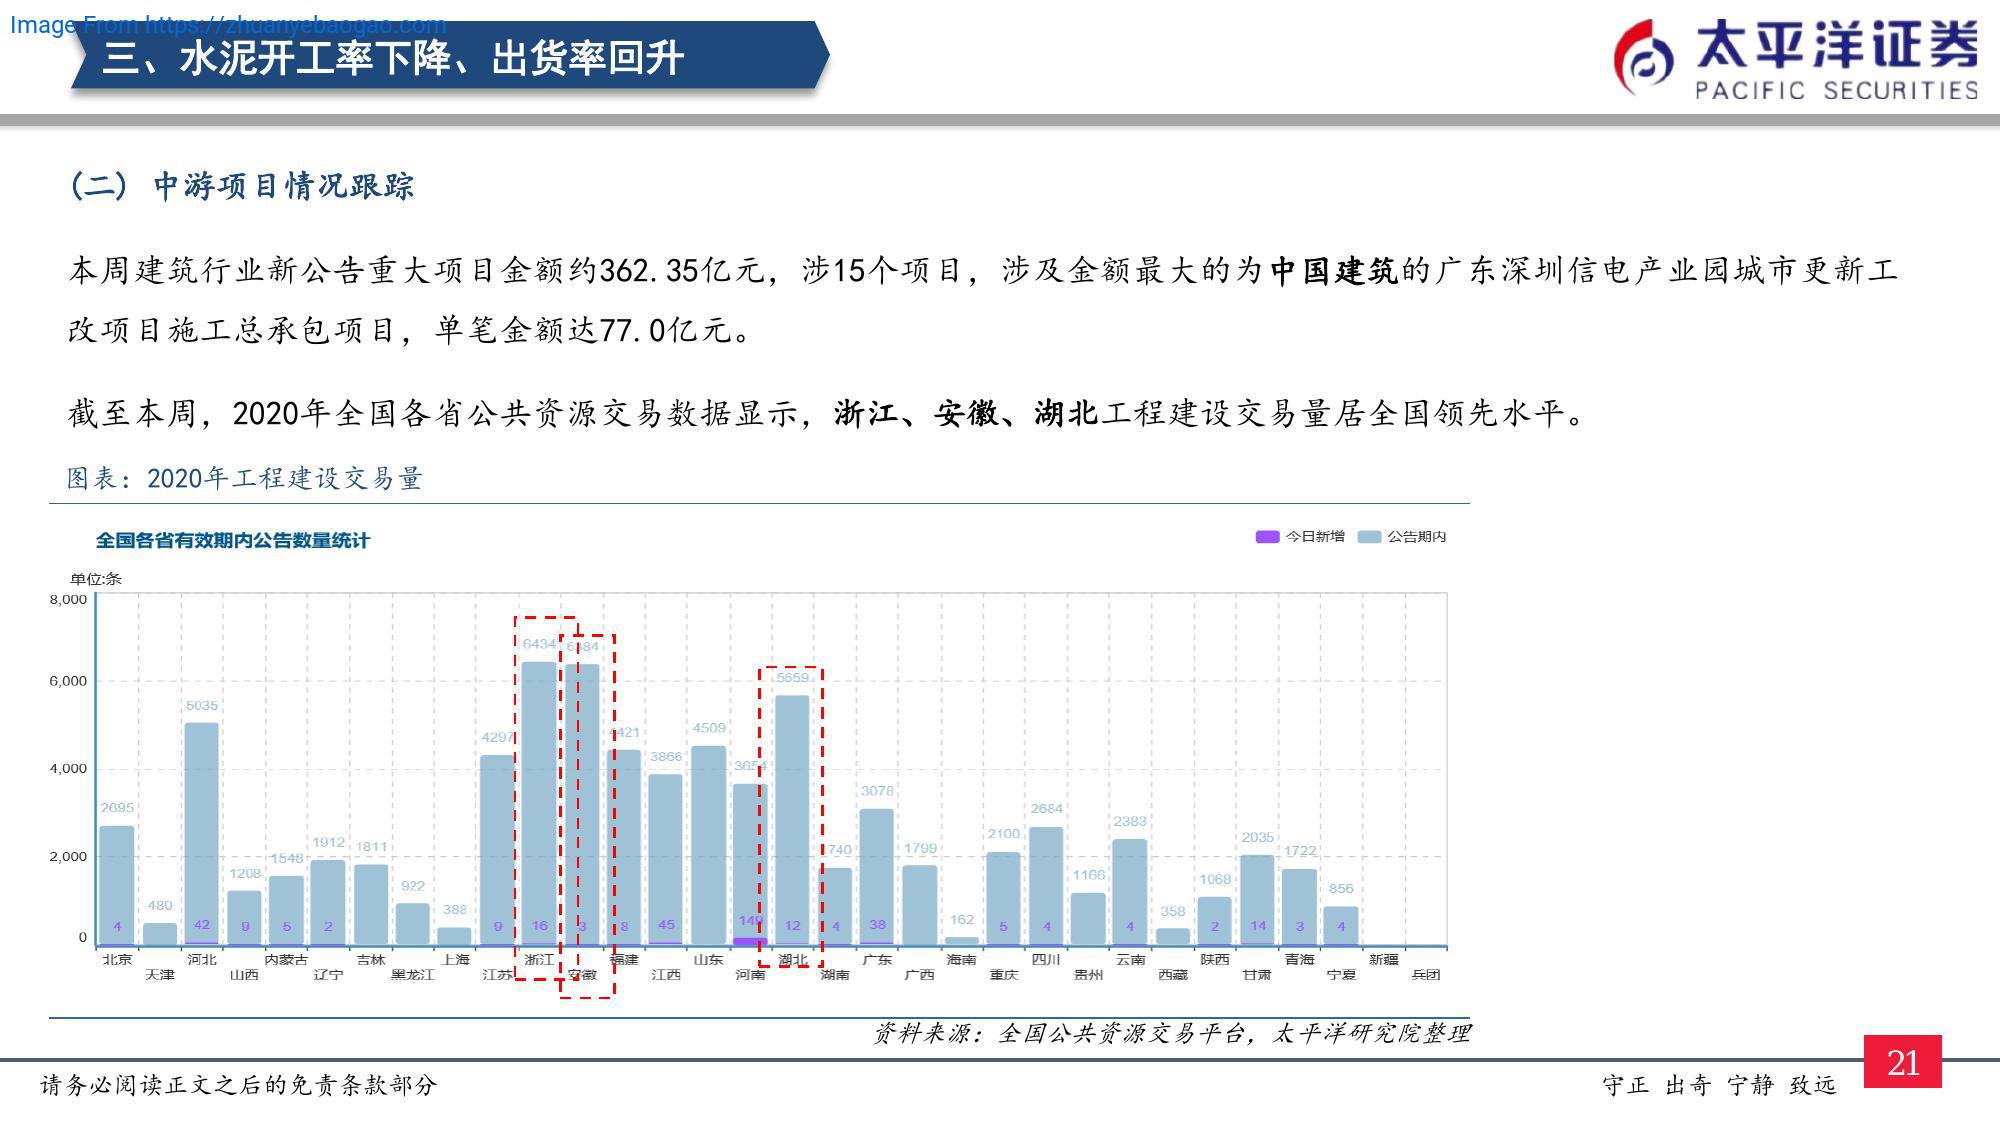 Image From https://zhuanyebaogao.com
三、水泥开工率下降、出货率回升
太平洋证券
PACIFIC SECURITIES
(二) 中游项目情况跟踪
本周建筑行业新公告重大项目金额约362.35亿元，涉15个项目，涉及金额最大的为中国建筑的广东深圳信电产业园城市更新工
改项目施工总承包项目，单笔金额达77.0亿元。
截至本周，2020年全国各省公共资源交易数据显示，浙江、安徽、湖北工程建设交易量居全国领先水平。
图表：2020年工程建设交易量
全国各省有效期内公告数量统计
今日新增 公告期内
单位:条
8,000
6,000
4,000
2,000
0
2695 480 5035 1208 1548 1912 1811 922 388 4297 6434 6384 4421 3866 4509 3654 5659 740 3078 1799 162 2100 2684 1166 2383 358 1068 2035 1722 856
4 42 9 5 2 9 16 3 8 45 149 12 4 38 5 4 4 2 14 3 4
北京 河北 内蒙古 吉林 上海 浙江 福建 山东 湖北 广东 海南 四川 云南 陕西 青海 新疆
天津 山西 辽宁 黑龙江 江苏 安徽 江西 河南 湖南 广西 重庆 贵州 西藏 甘肃 宁夏 兵团
资料来源：全国公共资源交易平台，太平洋研究院整理
请务必阅读正文之后的免责条款部分
守正 出奇 宁静 致远
21